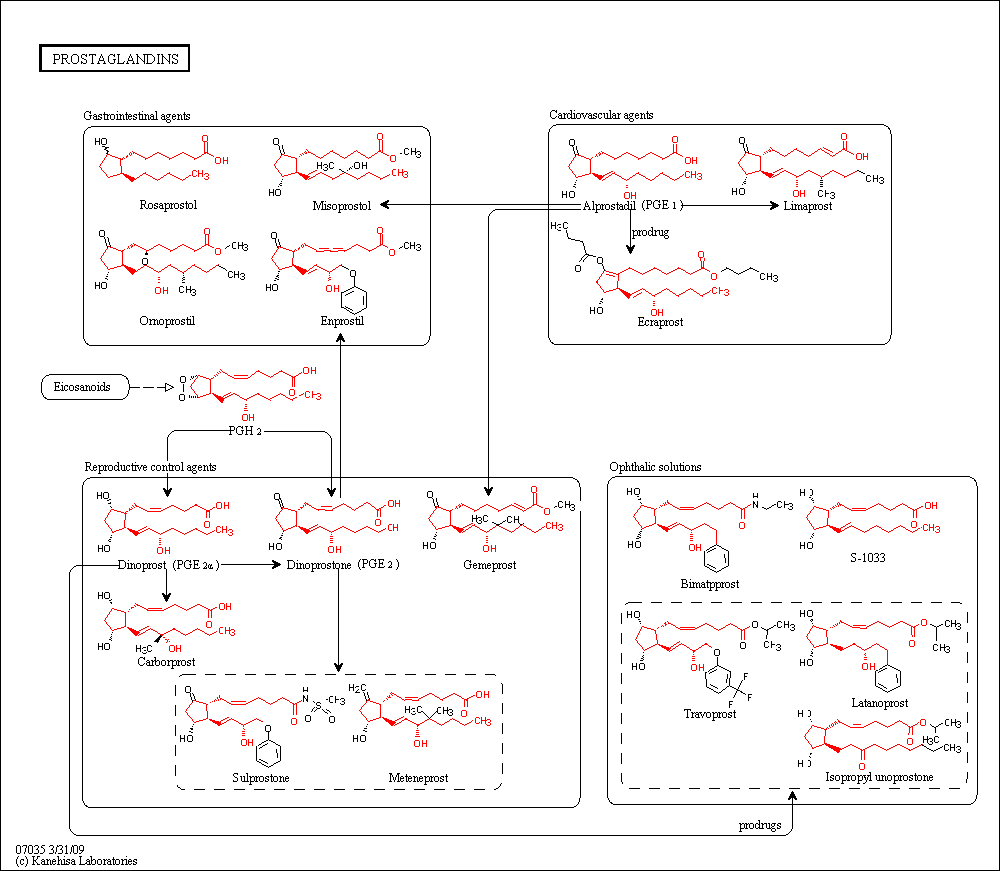 PROSTAGLANDINS
Gastrointestinal agents
Cardiovascular agents
HO
O
OH
CH3
Rosaprostol
O
O
O
CH3
H3C
OH
CH3
HO
Misoprostol
O
O
OH
CH3
HO
OH
Alprostadil (PGE 1)
O
O
OH
CH3
HO
OH
CH3
Limaprost
prodrug
O
O
O
CH3
O
CH3
HO
OH
CH3
Ornoprostil
O
O
O
CH3
HO
OH
O
Enprostil
H3C
O
O
O
O
CH3
CH3
HO
OH
Ecraprost
Eicosanoids
O
O
OH
O
CH3
OH
PGH 2
Reproductive control agents
Ophthalic solutions
HO
OH
O
CH3
HO
OH
Dinoprost (PGE 2α)
O
OH
O
CH
HO
OH
Dinoprostone (PGE 2)
O
O
O
CH3
H3C
CH
CH3
HO
OH
Gemeprost
HO
H
N
CH3
O
HO
OH
Bimatpprost
H O
OH
O
CH3
H O
S-1033
HO
OH
O
CH3
HO
H3C
OH
Carborprost
HO
O
CH3
O
CH3
HO
OH
O
F
F
F
Travoprost
HO
O
CH3
O
CH3
HO
OH
Latanoprost
O
H
N
S
CH3
O
O
O
HO
OH
O
Sulprostone
H2C
OH
O
H3C
CH3
CH3
HO
OH
Meteneprost
H O
O
CH3
O
H3C
CH3
H O
O
Isopropyl unoprostone
prodrugs
07035 3/31/09
(c) Kanehisa Laboratories